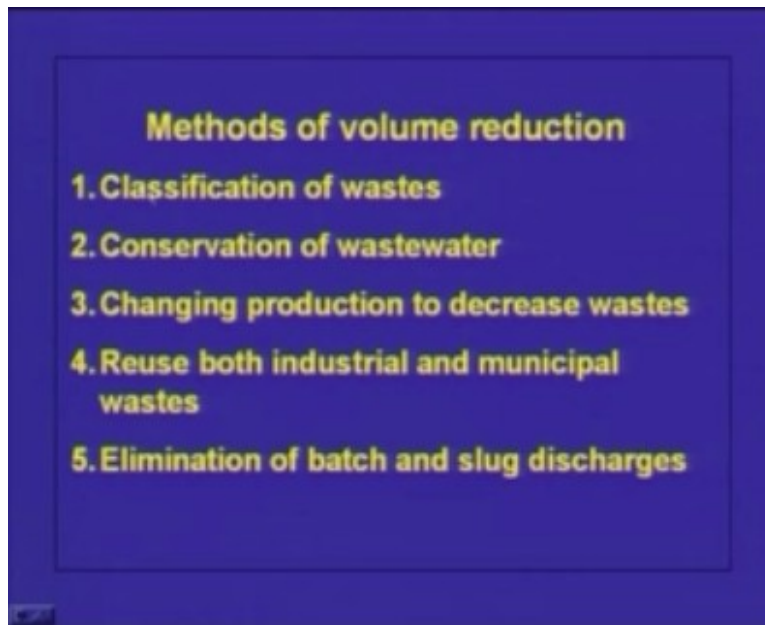 Methods of volume reduction
1. Classification of wastes
2. Conservation of wastewater
3. Changing production to decrease wastes
4. Reuse both industrial and municipal
wastes
5. Elimination of batch and slug discharges